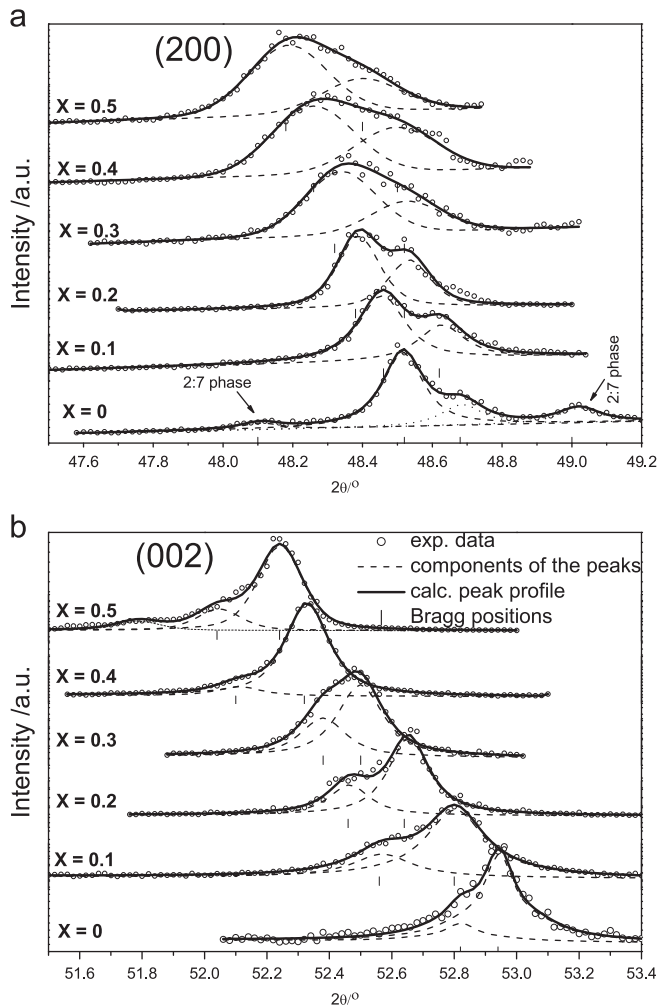 a
(200)
X = 0.5
X = 0.4
X = 0.3
X = 0.2
X = 0.1
X = 0
2:7 phase
2:7 phase
Intensity /a.u.
47.6 47.8 48.0 48.2 48.4 48.6 48.8 49.0 49.2
2θ/°
b
(002)
exp. data
components of the peaks
calc. peak profile
Bragg positions
X = 0.5
X = 0.4
X = 0.3
X = 0.2
X = 0.1
X = 0
Intensity /a.u.
51.6 51.8 52.0 52.2 52.4 52.6 52.8 53.0 53.2 53.4
2θ/°